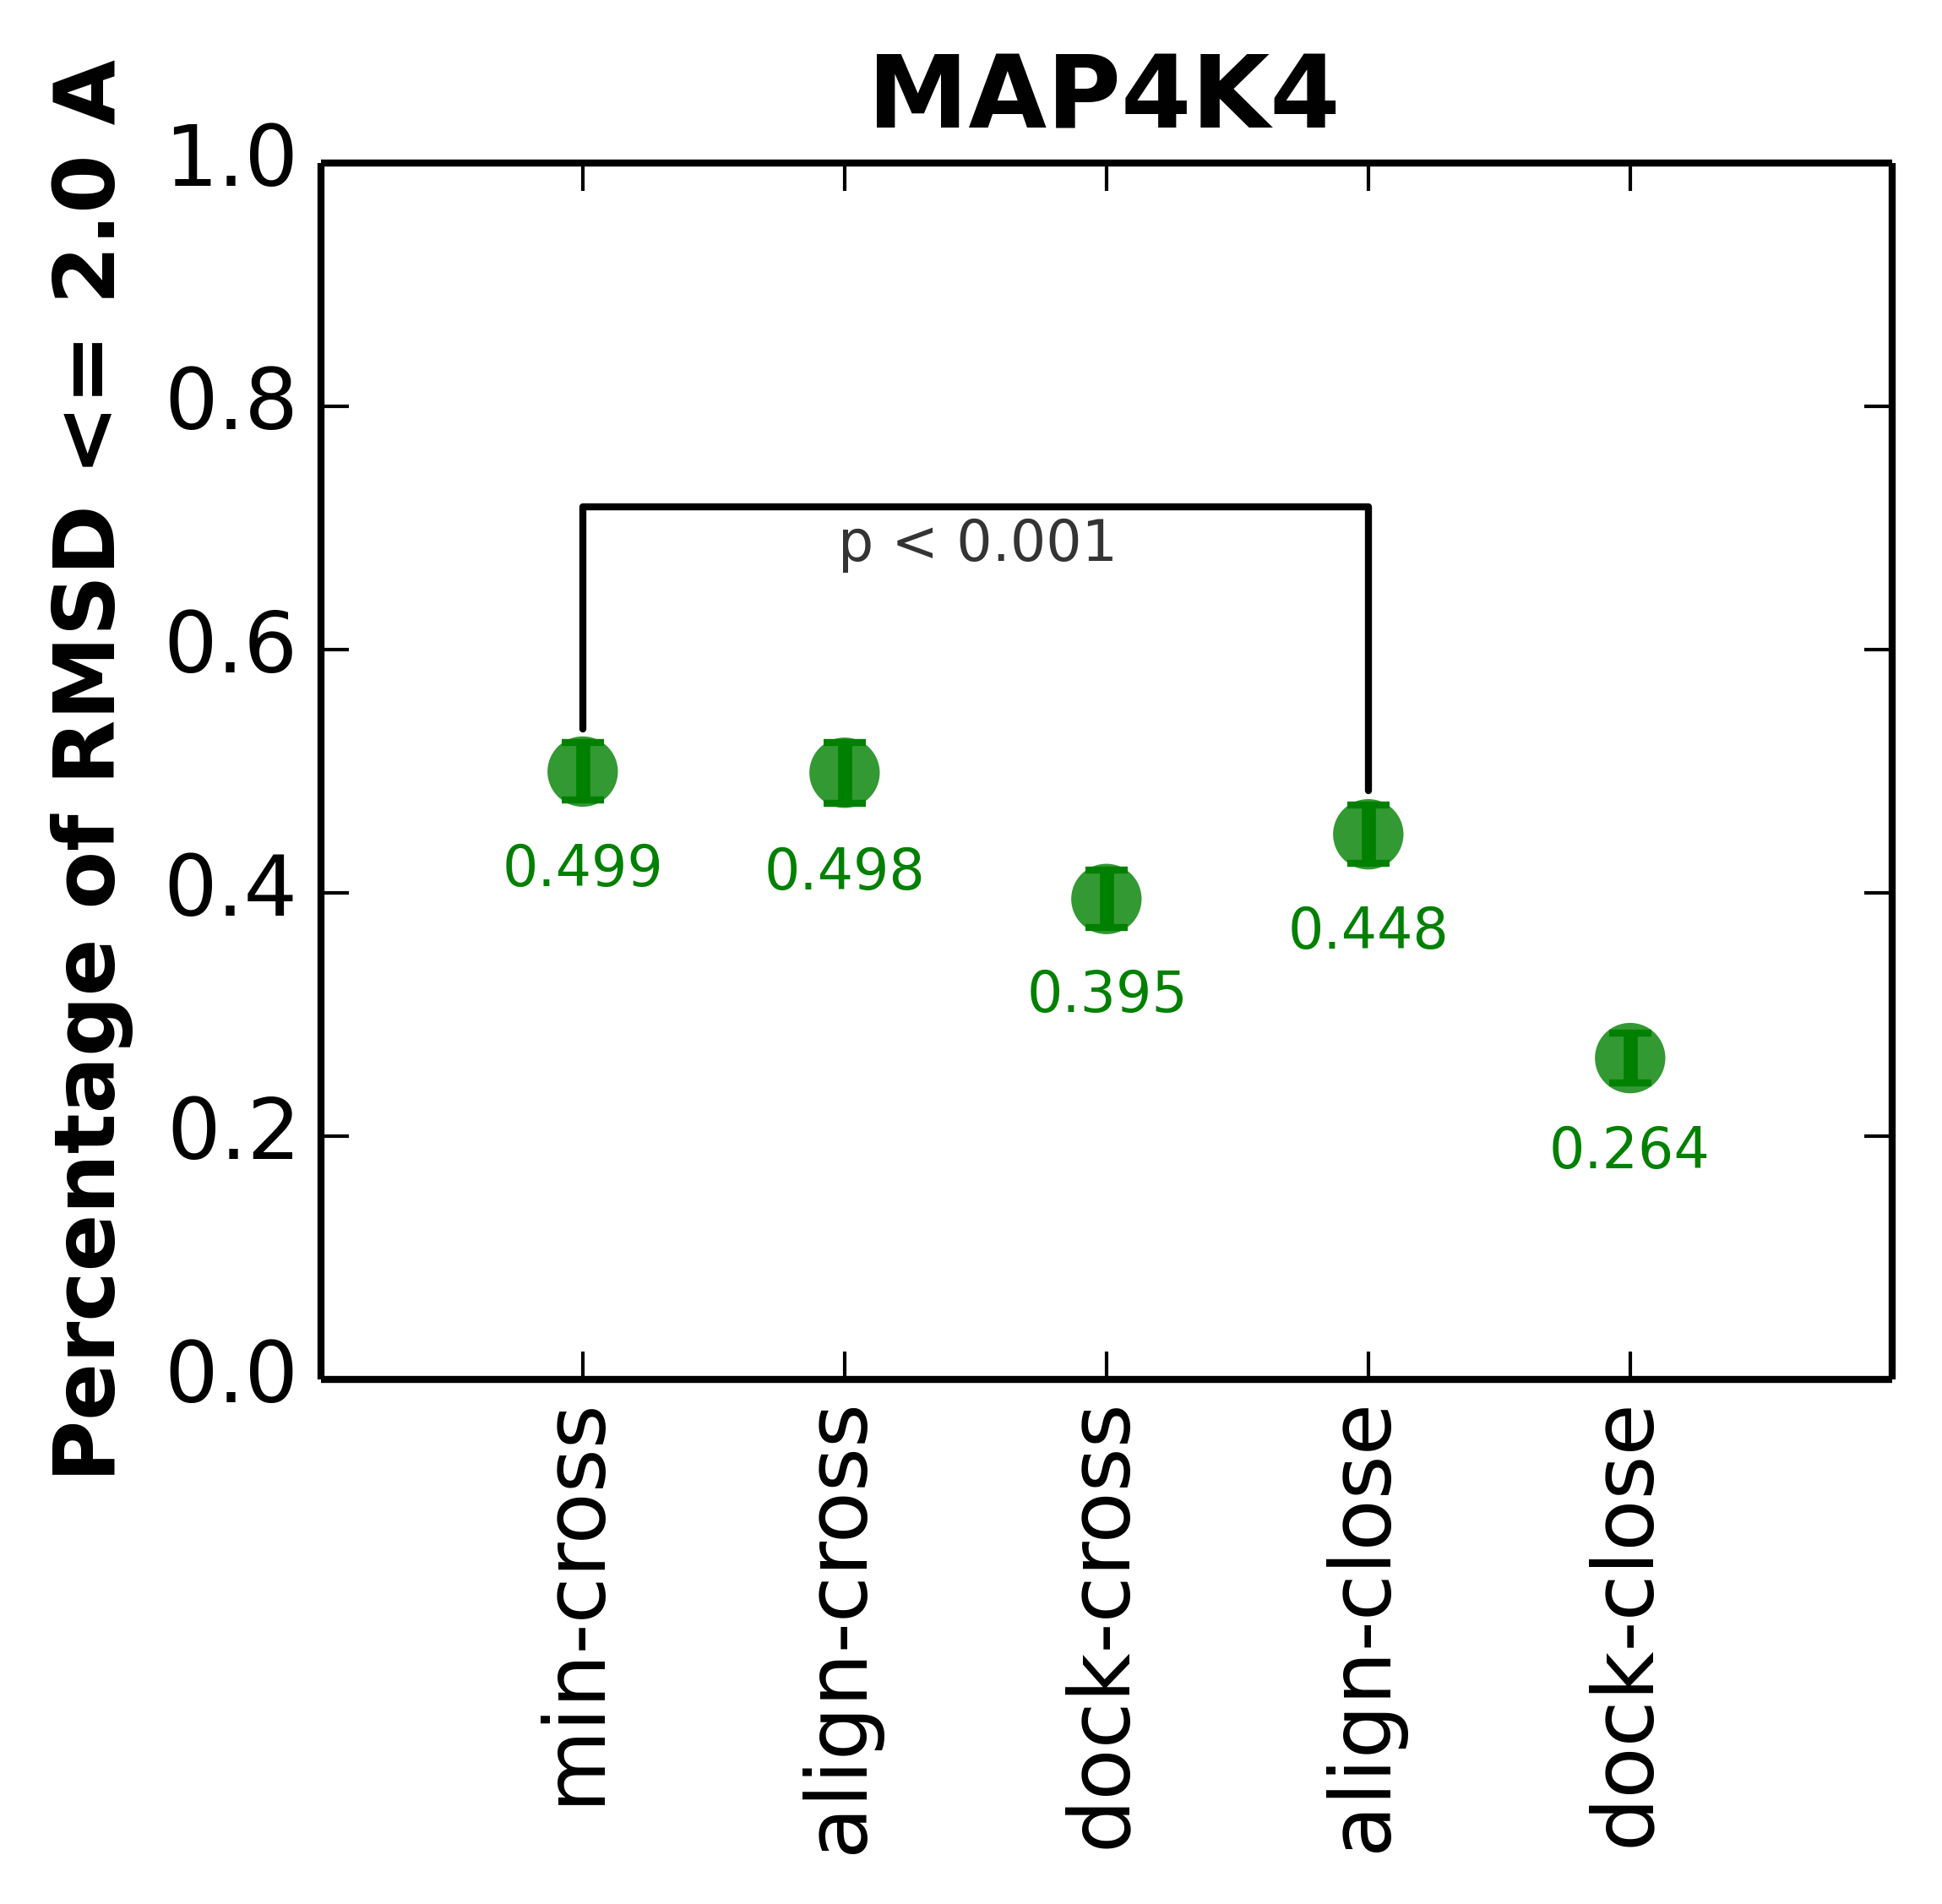 MAP4K4
Percentage of RMSD <= 2.0 A
1.0
0.8
0.6
0.4
0.2
0.0
p < 0.001
0.499
0.498
0.395
0.448
0.264
min-cross
align-cross
dock-cross
align-close
dock-close